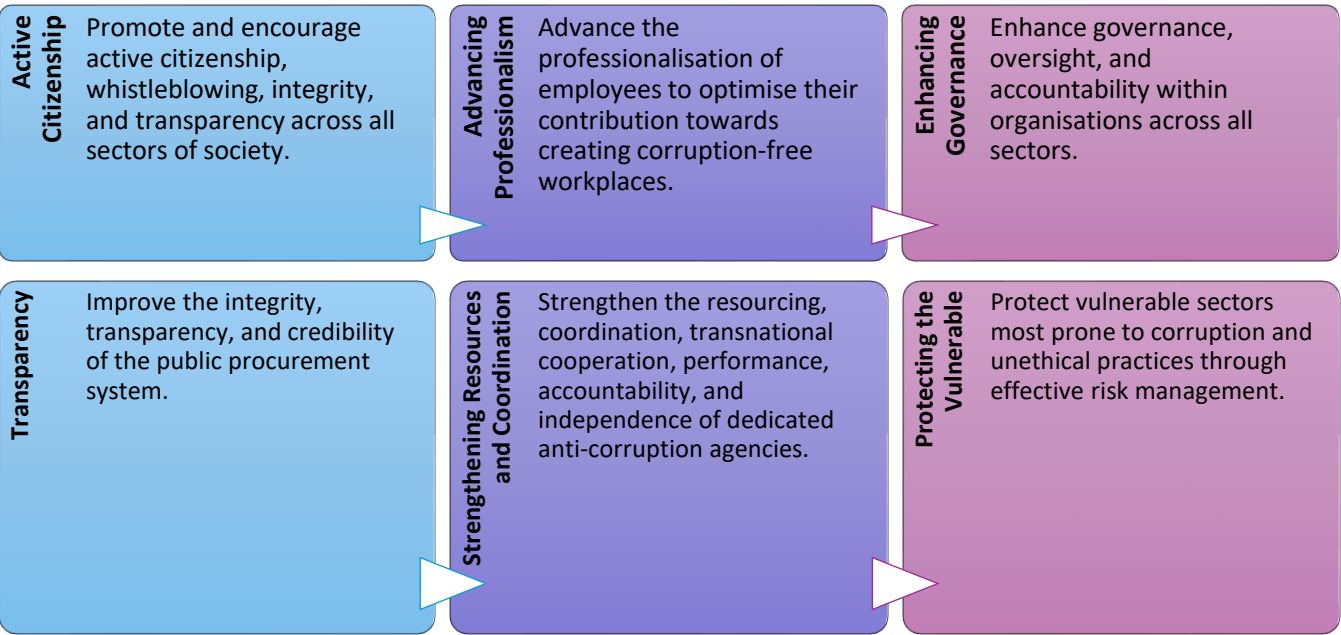 Active
Citizenship
Promote and encourage
active citizenship,
whistleblowing, integrity,
and transparency across all
sectors of society.
Advancing
Professionalism
Advance the
professionalisation of
employees to optimise their
contribution towards
creating corruption-free
workplaces.
Enhancing
Governance
Enhance governance,
oversight, and
accountability within
organisations across all
sectors.
Transparency
Improve the integrity,
transparency, and credibility
of the public procurement
system.
Strengthening Resources
and Coordination
Strengthen the resourcing,
coordination, transnational
cooperation, performance,
accountability, and
independence of dedicated
anti-corruption agencies.
Protecting the
Vulnerable
Protect vulnerable sectors
most prone to corruption and
unethical practices through
effective risk management.